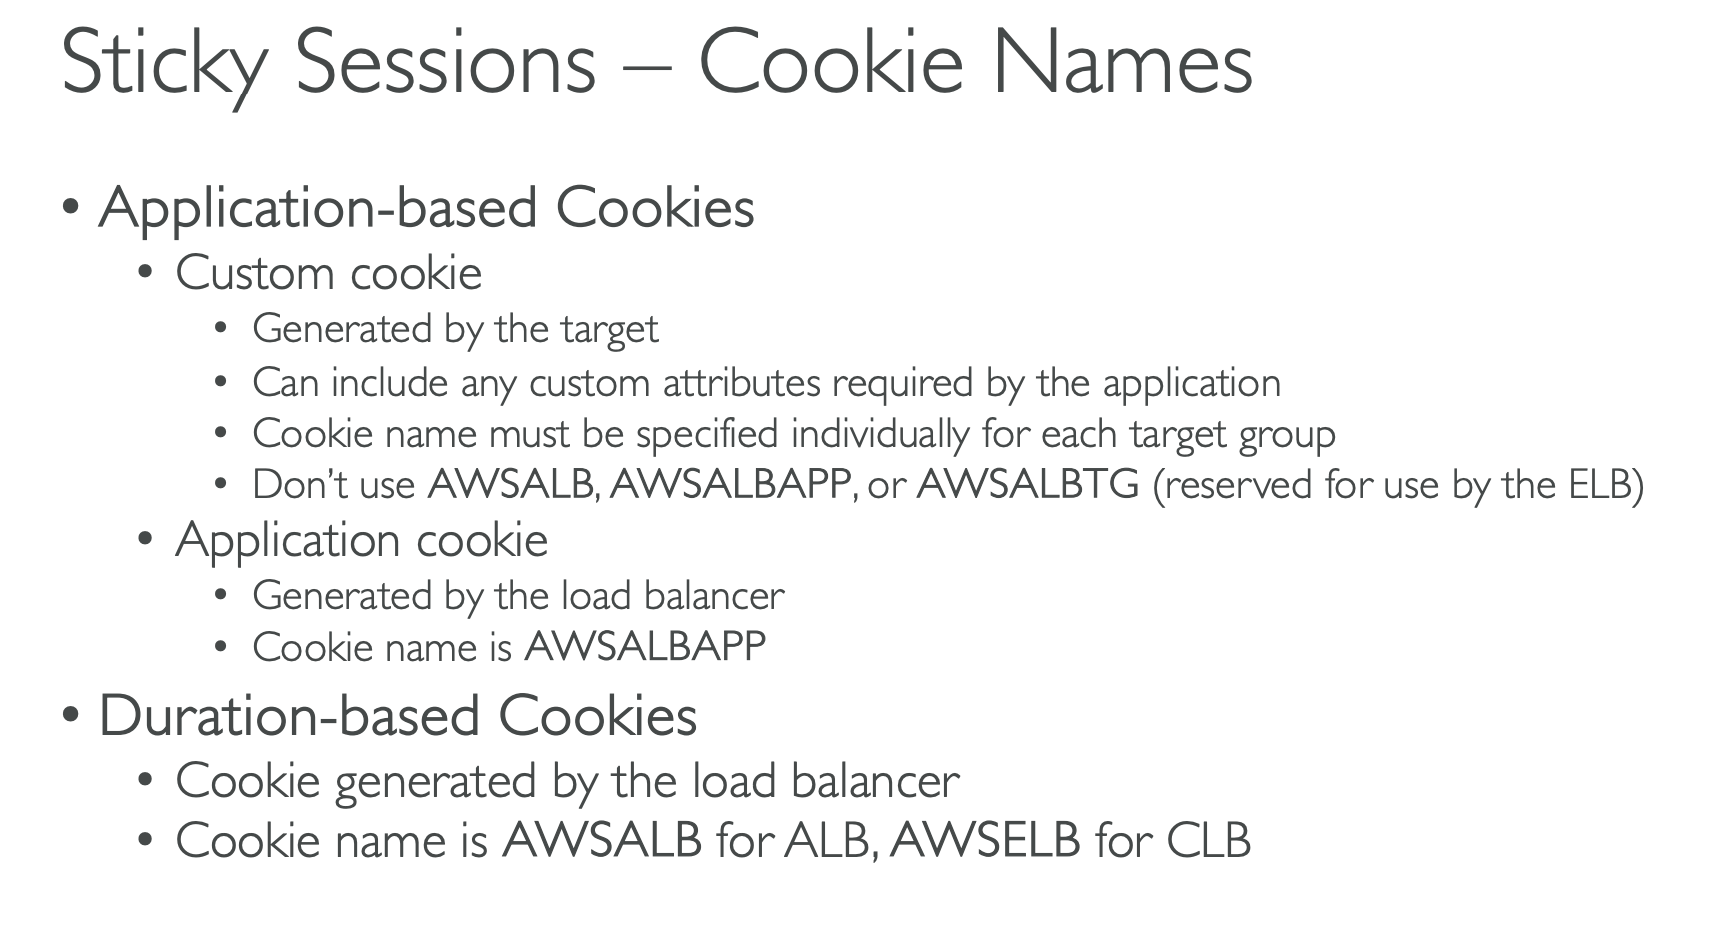 Sticky Sessions – Cookie Names
• Application-based Cookies
• Custom cookie
• Generated by the target
• Can include any custom attributes required by the application
• Cookie name must be specified individually for each target group
• Don’t use AWSALB, AWSALBAPP, or AWSALBTG (reserved for use by the ELB)
• Application cookie
• Generated by the load balancer
• Cookie name is AWSALBAPP
• Duration-based Cookies
• Cookie generated by the load balancer
• Cookie name is AWSALB for ALB, AWSELB for CLB